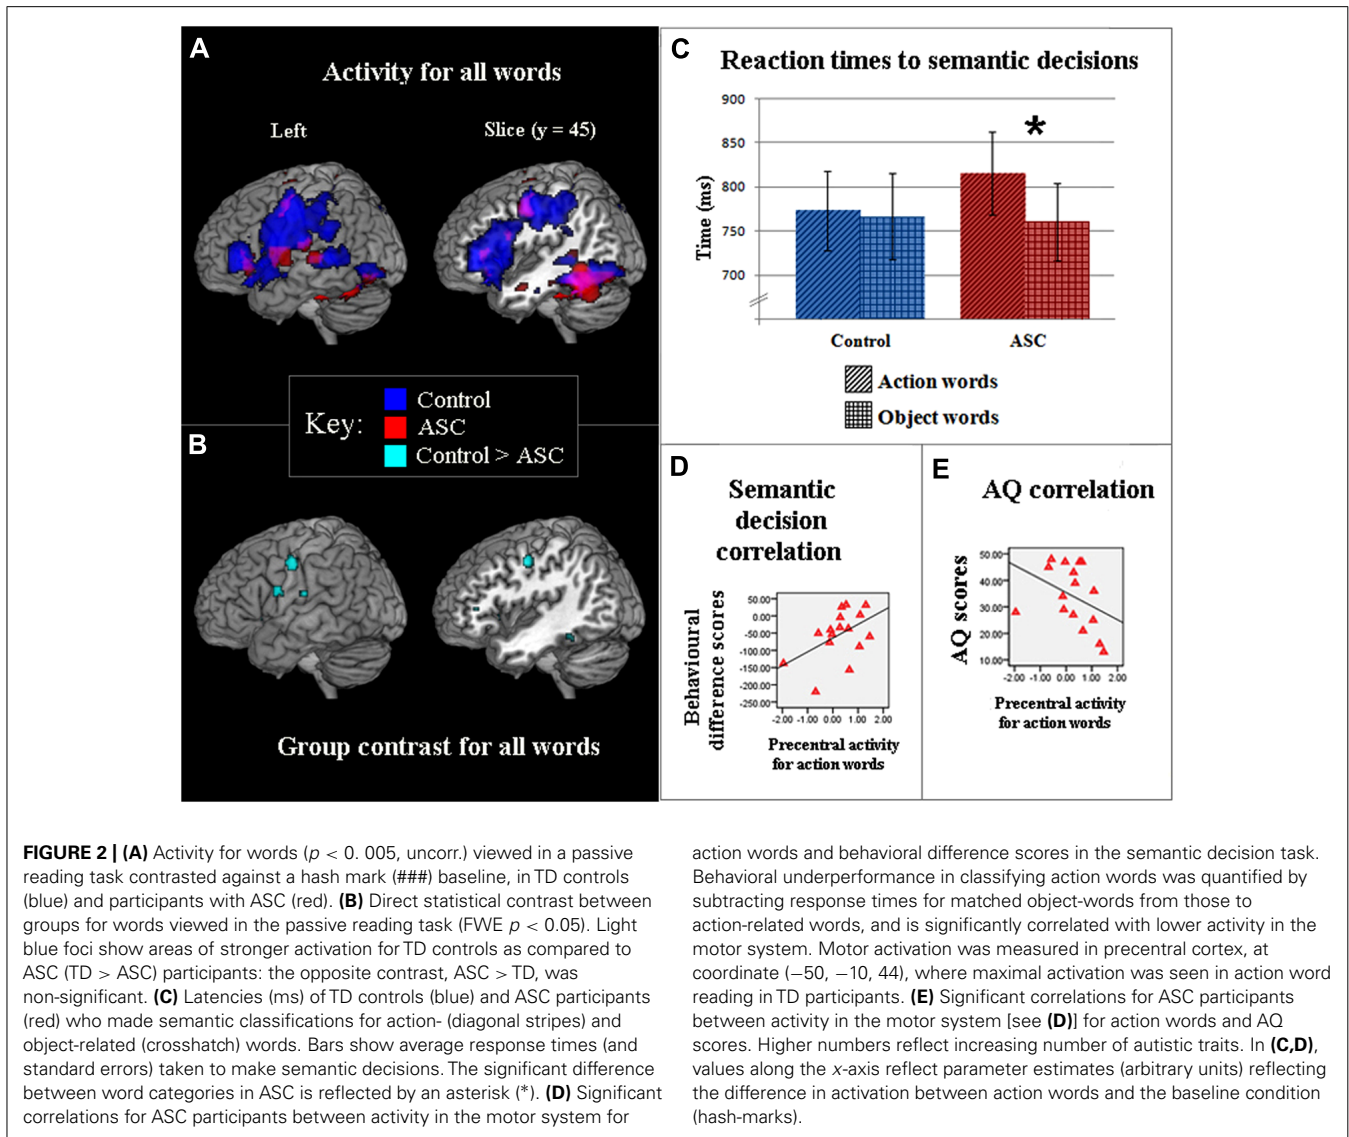 A
Activity for all words
Left
Slice (y = 45)
Key:
Control
ASC
Control > ASC
B
Group contrast for all words
C
Reaction times to semantic decisions
900
850
800
750
700
Time (ms)
*
Control
ASC
Action words
Object words
D
Semantic
decision
correlation
Behavioural
difference scores
50.00
0.00
-50.00
-100.00
-150.00
-200.00
-250.00
-2.00 -1.00 0.00 1.00 2.00
Precentral activity
for action words
E
AQ correlation
AQ scores
50.00
40.00
30.00
20.00
10.00
-2.00 -1.00 0.00 1.00 2.00
Precentral activity
for action words
FIGURE 2 | (A) Activity for words (p < 0. 005, uncorr.) viewed in a passive
reading task contrasted against a hash mark (###) baseline, in TD controls
(blue) and participants with ASC (red). (B) Direct statistical contrast between
groups for words viewed in the passive reading task (FWE p < 0.05). Light
blue foci show areas of stronger activation for TD controls as compared to
ASC (TD > ASC) participants: the opposite contrast, ASC > TD, was
non-significant. (C) Latencies (ms) of TD controls (blue) and ASC participants
(red) who made semantic classifications for action- (diagonal stripes) and
object-related (crosshatch) words. Bars show average response times (and
standard errors) taken to make semantic decisions. The significant difference
between word categories in ASC is reflected by an asterisk (*). (D) Significant
correlations for ASC participants between activity in the motor system for
action words and behavioral difference scores in the semantic decision task.
Behavioral underperformance in classifying action words was quantified by
subtracting response times for matched object-words from those to
action-related words, and is significantly correlated with lower activity in the
motor system. Motor activation was measured in precentral cortex, at
coordinate (−50, −10, 44), where maximal activation was seen in action word
reading in TD participants. (E) Significant correlations for ASC participants
between activity in the motor system [see (D)] for action words and AQ
scores. Higher numbers reflect increasing number of autistic traits. In (C,D),
values along the x-axis reflect parameter estimates (arbitrary units) reflecting
the difference in activation between action words and the baseline condition
(hash-marks).